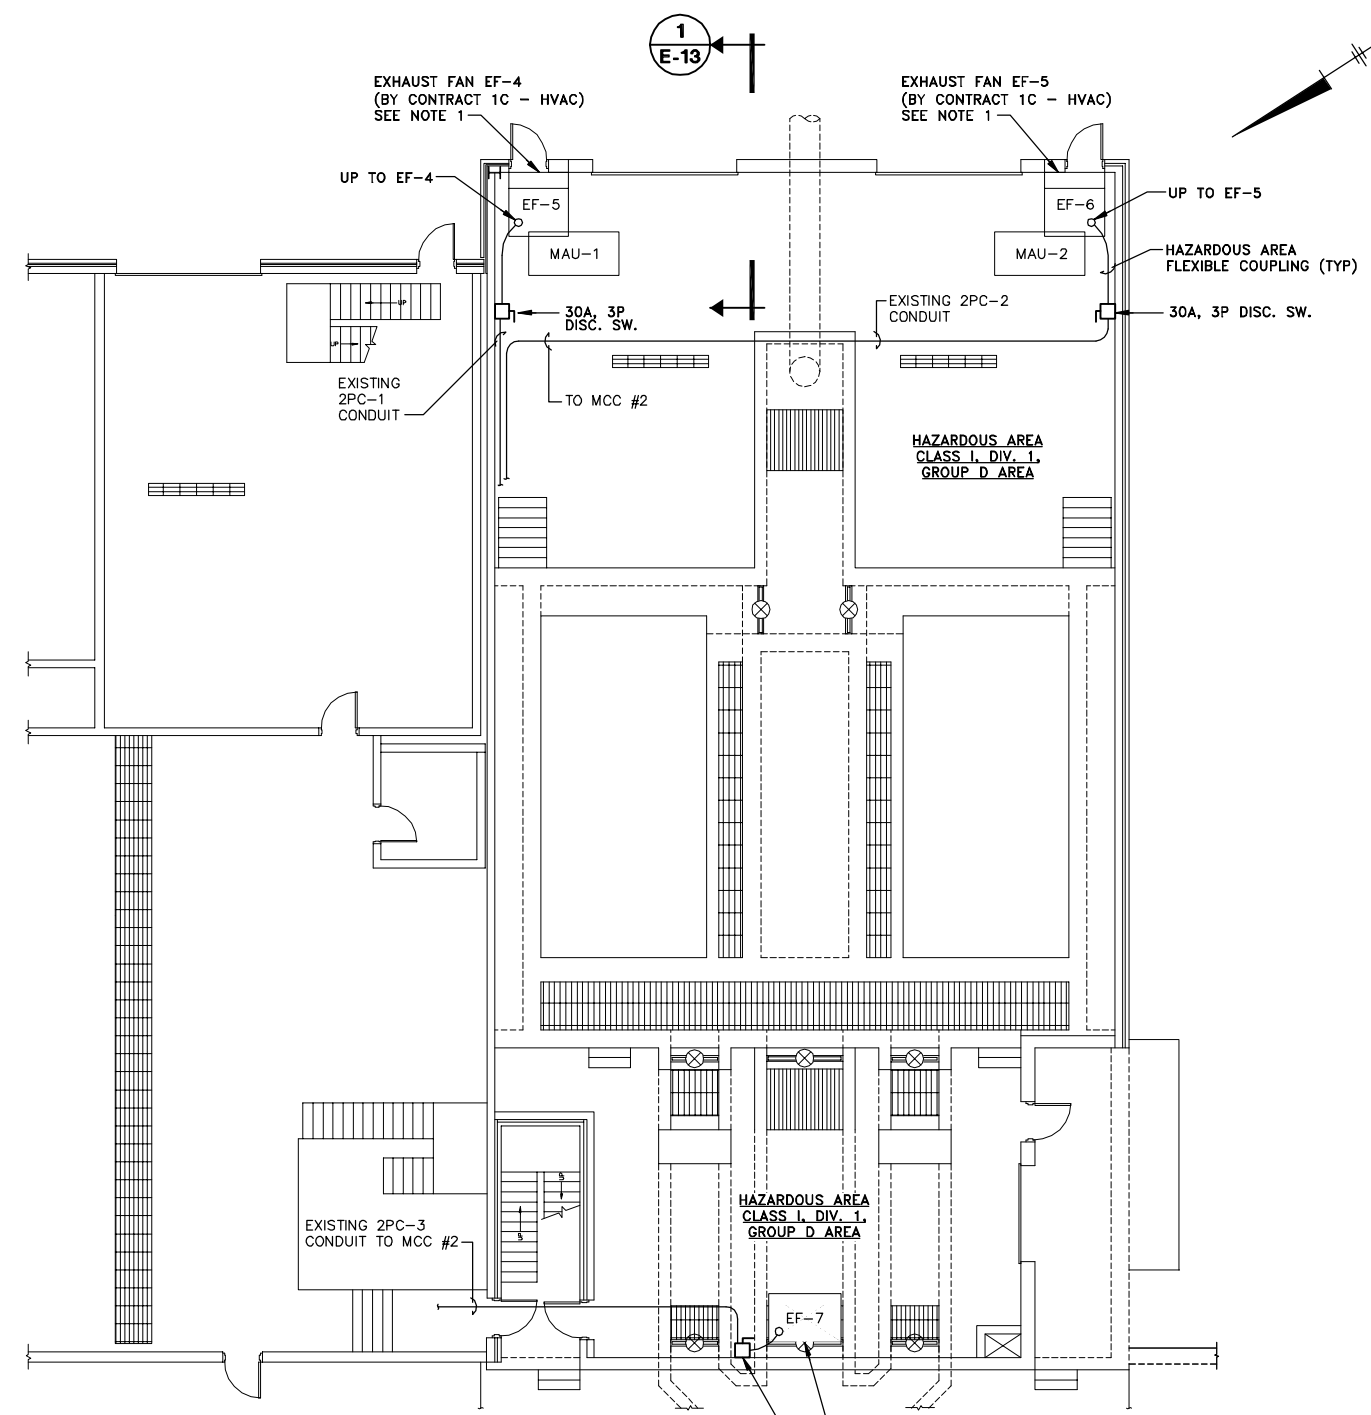 1
E-13
EXHAUST FAN EF-4
(BY CONTRACT 1C - HVAC)
SEE NOTE 1
EXHAUST FAN EF-5
(BY CONTRACT 1C - HVAC)
SEE NOTE 1
UP TO EF-4
EF-5
MAU-1
EF-6
MAU-2
UP TO EF-5
HAZARDOUS AREA
FLEXIBLE COUPLING (TYP)
UP
UP
30A, 3P
DISC. SW.
EXISTING 2PC-2
CONDUIT
30A, 3P DISC. SW.
EXISTING
2PC-1
CONDUIT
TO MCC #2
HAZARDOUS AREA
CLASS I, DIV. 1,
GROUP D AREA
UP
UP
HAZARDOUS AREA
CLASS I, DIV. 1,
GROUP D AREA
EXISTING 2PC-3
CONDUIT TO MCC #2
EF-7